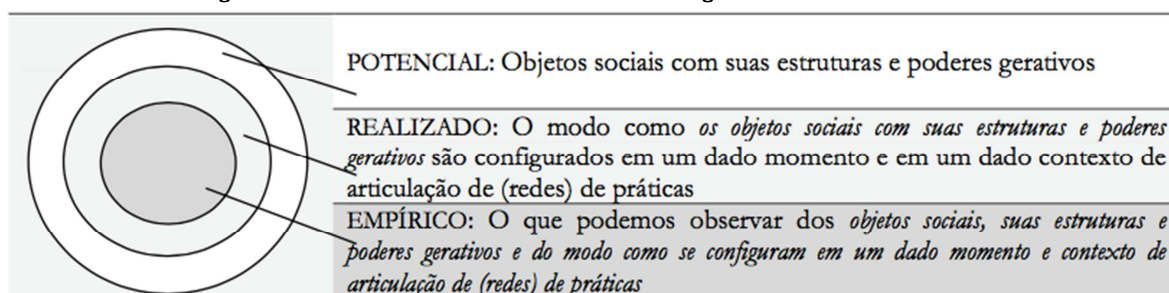 POTENCIAL: Objetos sociais com suas estruturas e poderes gerativos
REALIZADO: O modo como os objetos sociais com suas estruturas e poderes
gerativos são configurados em um dado momento e em um dado contexto de
articulação de (redes) de práticas
EMPÍRICO: O que podemos observar dos objetos sociais, suas estruturas e
poderes gerativos e do modo como se configuram em um dado momento e contexto de
articulação de (redes) de práticas